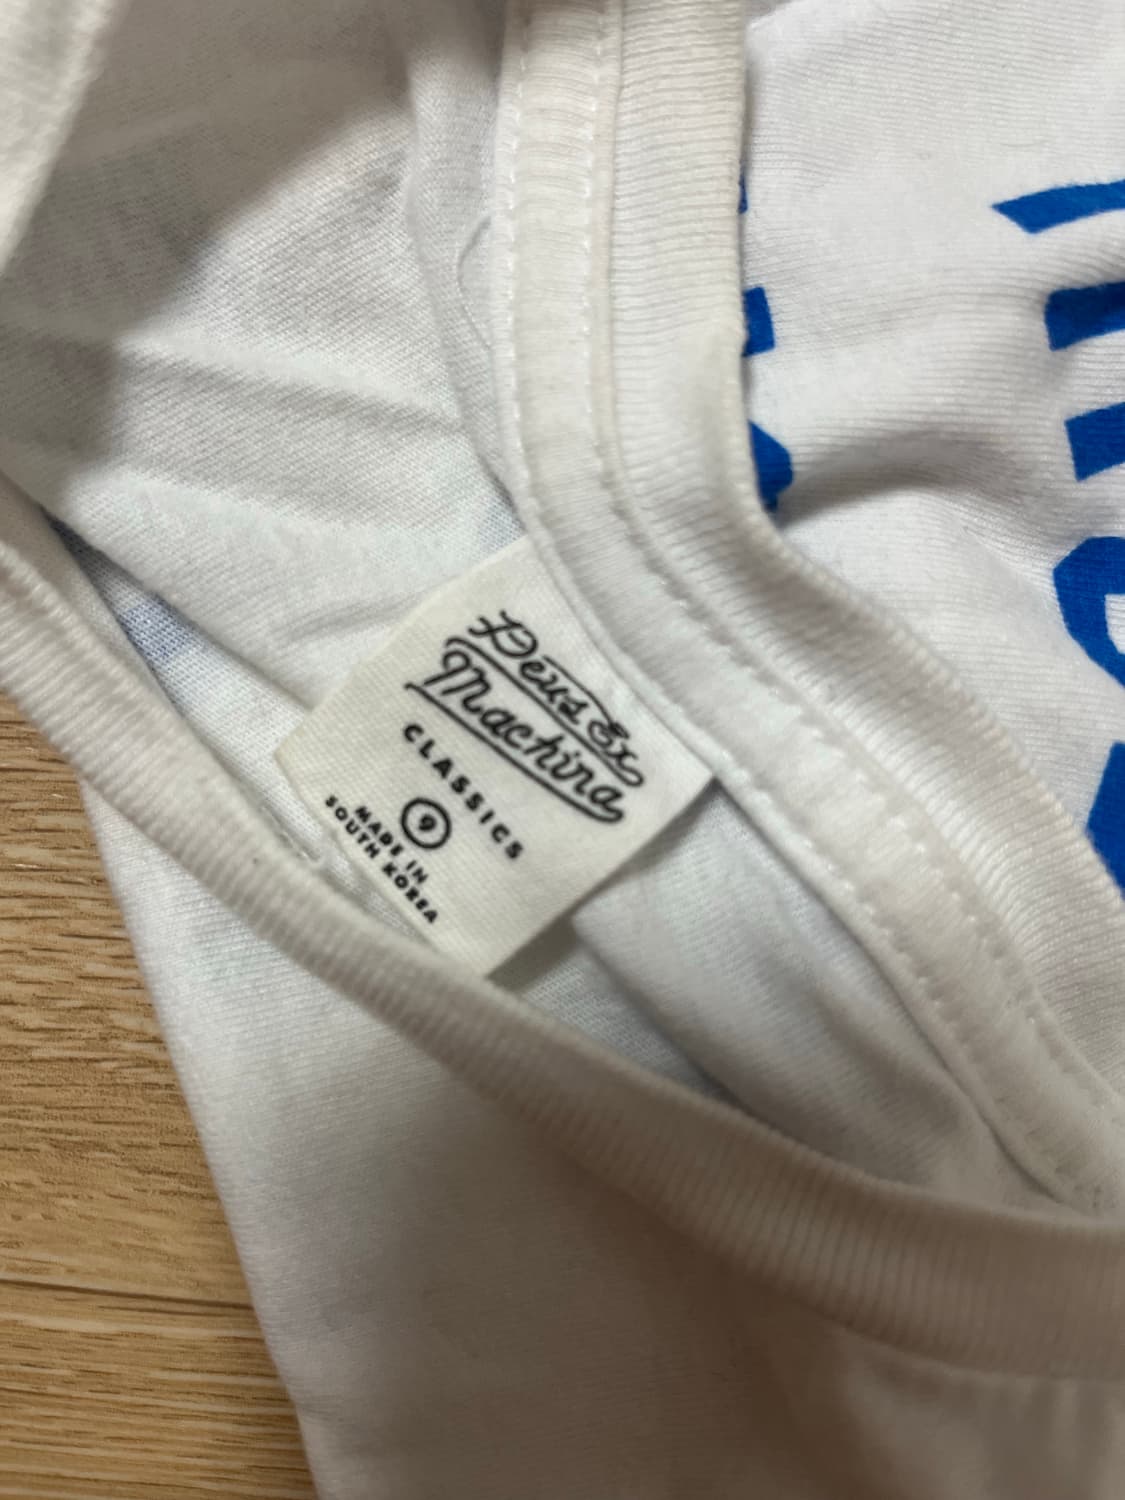 Deus Ex
Machina
CLASSICS
9
MADE IN
SOUTH KOREA